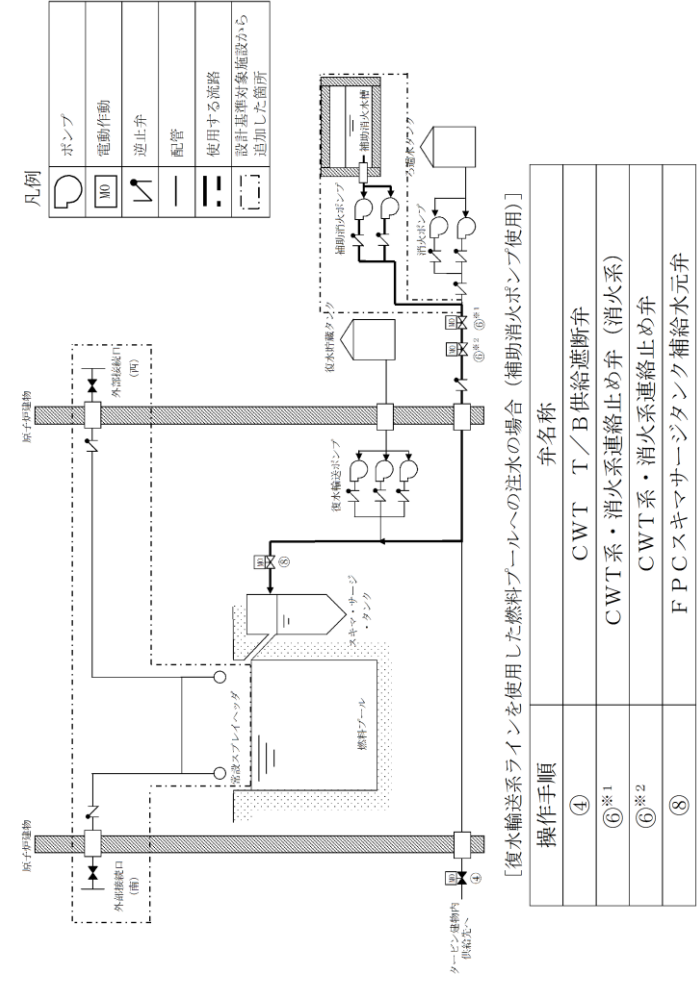 凡例
ポンプ
MO
電動作動
逆止弁
配管
使用する流路
設計基準対象施設から
追加した箇所
原子炉建物
原子炉建物
外部接続口
(南)
外部接続口
(西)
常設スプレイヘッダ
燃料プール
スキマ・サージ
・タンク
MO
⑧
復水輸送ポンプ
復水貯蔵タンク
補助消火ポンプ
補助消火水槽
消火ポンプ
ろ過水タンク
MO
⑥※2
MO
⑥※1
MO
④
タービン建物内
供給先へ
[復水輸送系ラインを使用した燃料プールへの注水の場合(補助消火ポンプ使用)]
操作手順 弁名称
④ CWT T/B供給遮断弁
⑥※1 CWT系・消火系連絡止め弁(消火系)
⑥※2 CWT系・消火系連絡止め弁
⑧ FPCスキマサージタンク補給水元弁